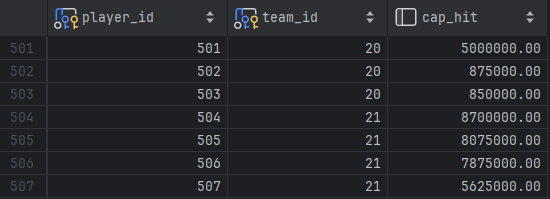 player_id team_id cap_hit
501 501 20 5000000.00
502 502 20 875000.00
503 503 20 850000.00
504 504 21 8700000.00
505 505 21 8075000.00
506 506 21 7875000.00
507 507 21 5625000.00